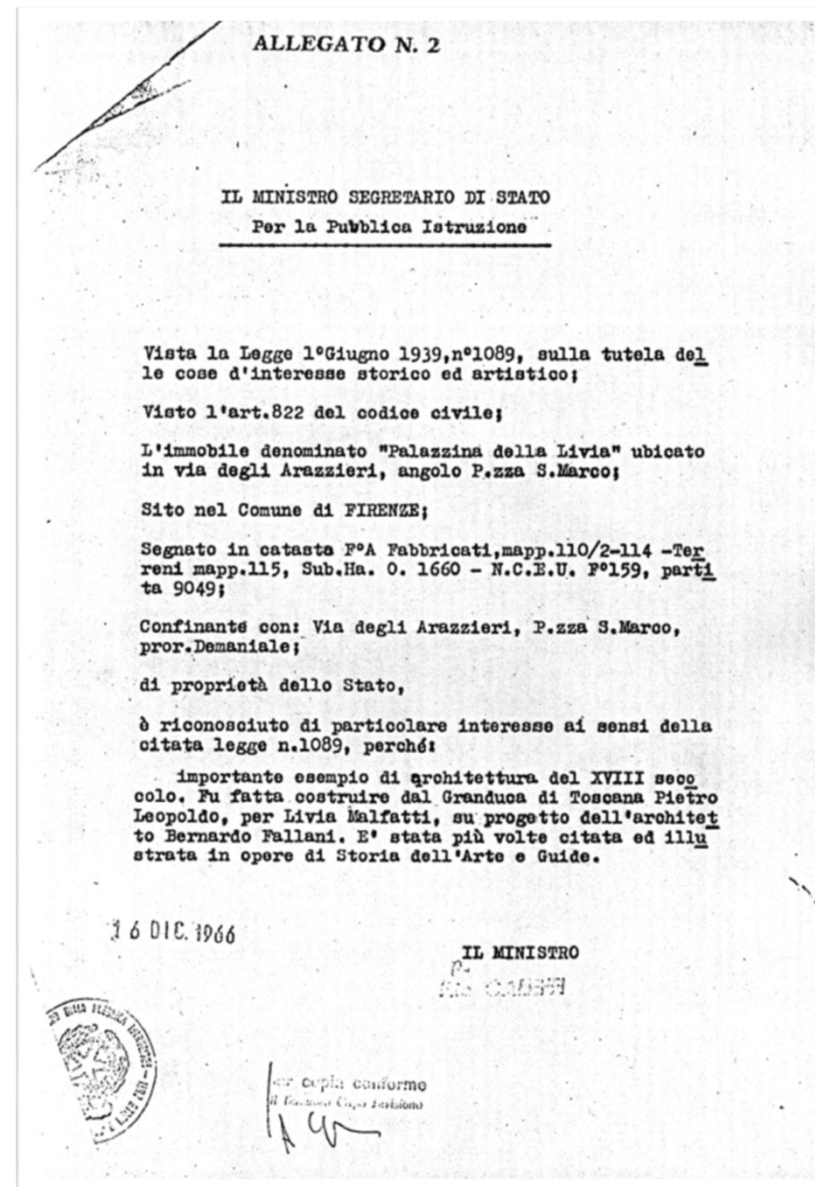 ALLEGATO N. 2
IL MINISTRO SEGRETARIO DI STATO
Per la Pubblica Istruzione
Vista la Legge 1°Giugno 1939,n°1089, sulla tutela del
le cose d'interesse storico ed artistico;
Visto l'art.822 del codice civile;
L'immobile denominato "Palazzina della Livia" ubicato
in via degli Arazzieri, angolo P.zza S.Marco;
Sito nel Comune di FIRENZE;
Segnato in catasta F°A Fabbricati,mapp.110/2-114 -Ter
reni mapp.115, Sub.Ha. 0. 1660 - N.C.E.U. F°159, parti
ta 9049;
Confinante con: Via degli Arazzieri, P.zza S.Marco,
pror.Demaniale;
di proprietà dello Stato,
è riconosciuto di particolare interesse ai sensi della
citata legge n.1089, perché:
importante esempio di architettura del XVIII seco
colo. Fu fatta costruire dal Granduca di Toscana Pietro
Leopoldo, per Livia Malfatti, su progetto dell'architet
to Bernardo Fallani. E' stata più volte citata ed illu
strata in opere di Storia dell'Arte e Guide.
16 DIC. 1966
IL MINISTRO
p.
copia conforme
Capo Divisione